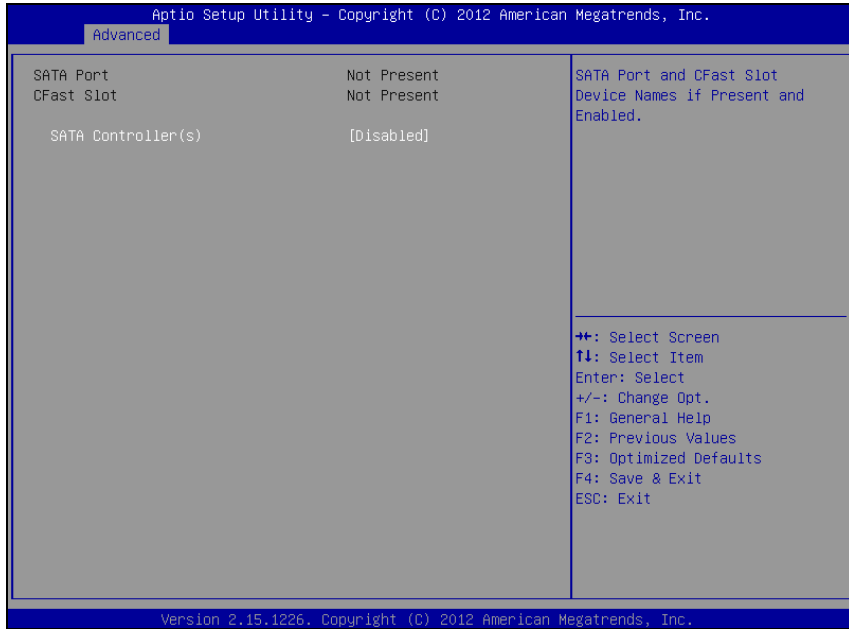 Aptio Setup Utility – Copyright (C) 2012 American Megatrends, Inc.
Advanced
SATA Port Not Present
CFast Slot Not Present
SATA Controller(s) [Disabled]
SATA Port and CFast Slot
Device Names if Present and
Enabled.
→←: Select Screen
↑↓: Select Item
Enter: Select
+/-: Change Opt.
F1: General Help
F2: Previous Values
F3: Optimized Defaults
F4: Save & Exit
ESC: Exit
Version 2.15.1226. Copyright (C) 2012 American Megatrends, Inc.